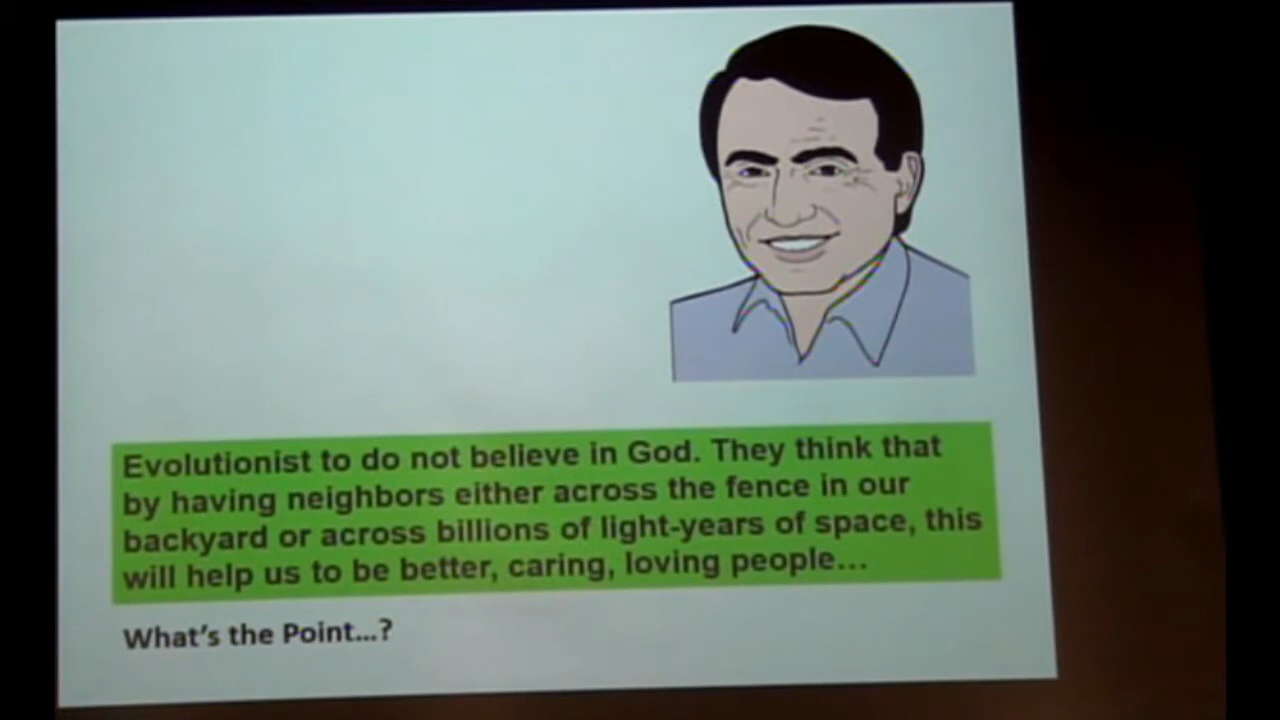 Evolutionist to do not believe in God. They think that
by having neighbors either across the fence in our
backyard or across billions of light-years of space, this
will help us to be better, caring, loving people...
What's the Point...?